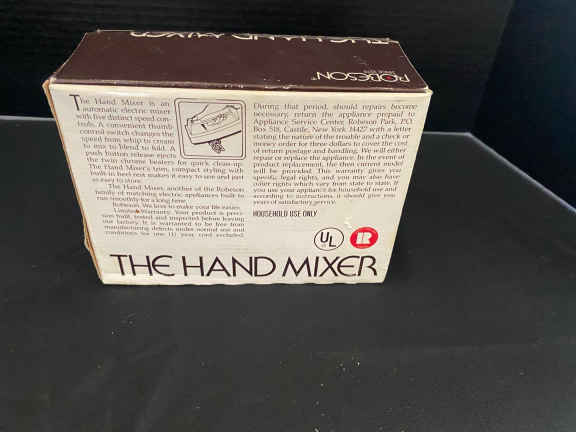 THE HAND MIXER
ROBESON
The Hand Mixer is an
automatic electric mixer
with five distinct speed con-
trols. A convenient thumb
control switch changes the
speed from whip to cream
to mix to blend to fold. A
push button release ejects
the twin chrome beaters for quick clean-up.
The Hand Mixer's trim, compact styling with
built-in heel rest makes it easy to use and just
as easy to store.
The Hand Mixer, another of the Robeson
family of matching electric appliances built to
run smoothly for a long time.
Robeson. We love to make your life easier.
Limited Warranty. Your product is preci-
sion built, tested and inspected before leaving
our factory. It is warranted to be free from
manufacturing defects under normal use and
conditions for one (1) year cord excluded.
During that period, should repairs become
necessary, return the appliance prepaid to
Appliance Service Center, Robeson Park, P.O.
Box 518, Castile, New York 14427 with a letter
stating the nature of the trouble and a check or
money order for three dollars to cover the cost
of return postage and handling. We will either
repair or replace the appliance. In the event of
product replacement, the then current model
will be provided. This warranty gives you
specific legal rights, and you may also have
other rights which vary from state to state. If
you use your appliance for household use and
according to instructions, it should give you
years of satisfactory service.
HOUSEHOLD USE ONLY
UL
R
THE HAND MIXER